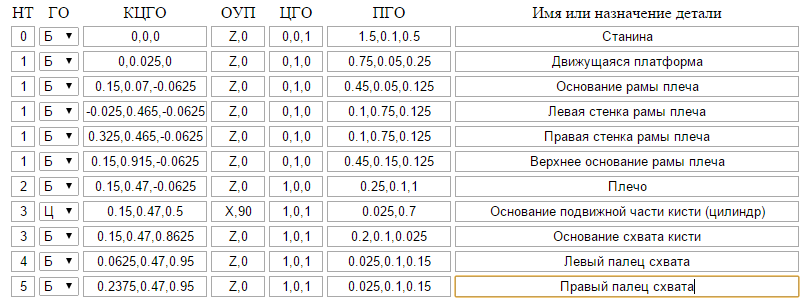 НТ ГО КЦГО ОУП ЦГО ПГО Имя или назначение детали
0 Б 0,0,0 Z,0 0,0,1 1.5,0.1,0.5 Станина
1 Б 0,0.025,0 Z,0 0,1,0 0.75,0.05,0.25 Движущаяся платформа
1 Б 0.15,0.07,-0.0625 Z,0 0,1,0 0.45,0.05,0.125 Основание рамы плеча
1 Б -0.025,0.465,-0.0625 Z,0 0,1,0 0.1,0.75,0.125 Левая стенка рамы плеча
1 Б 0.325,0.465,-0.0625 Z,0 0,1,0 0.1,0.75,0.125 Правая стенка рамы плеча
1 Б 0.15,0.915,-0.0625 Z,0 0,1,0 0.45,0.15,0.125 Верхнее основание рамы плеча
2 Б 0.15,0.47,-0.0625 Z,0 1,0,0 0.25,0.1,1 Плечо
3 Ц 0.15,0.47,0.5 X,90 1,0,1 0.025,0.7 Основание подвижной части кисти (цилиндр)
3 Б 0.15,0.47,0.8625 Z,0 1,0,1 0.2,0.1,0.025 Основание схвата кисти
4 Б 0.0625,0.47,0.95 Z,0 1,0,1 0.025,0.1,0.15 Левый палец схвата
5 Б 0.2375,0.47,0.95 Z,0 1,0,1 0.025,0.1,0.15 Правый палец схвата